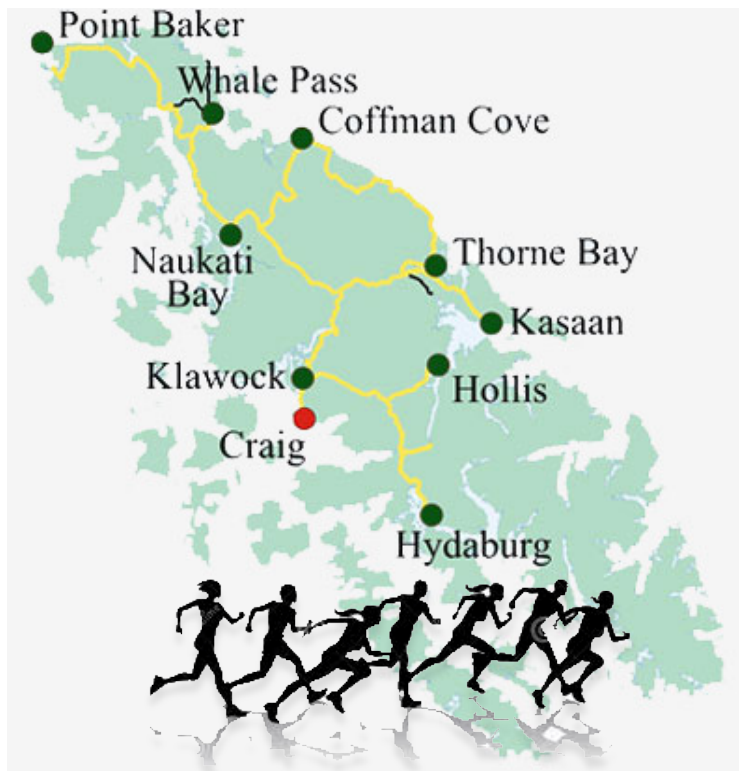 Point Baker
Whale Pass
Coffman Cove
Naukati
Bay
Thorne Bay
Kasaan
Klawock
Hollis
Craig
Hydaburg